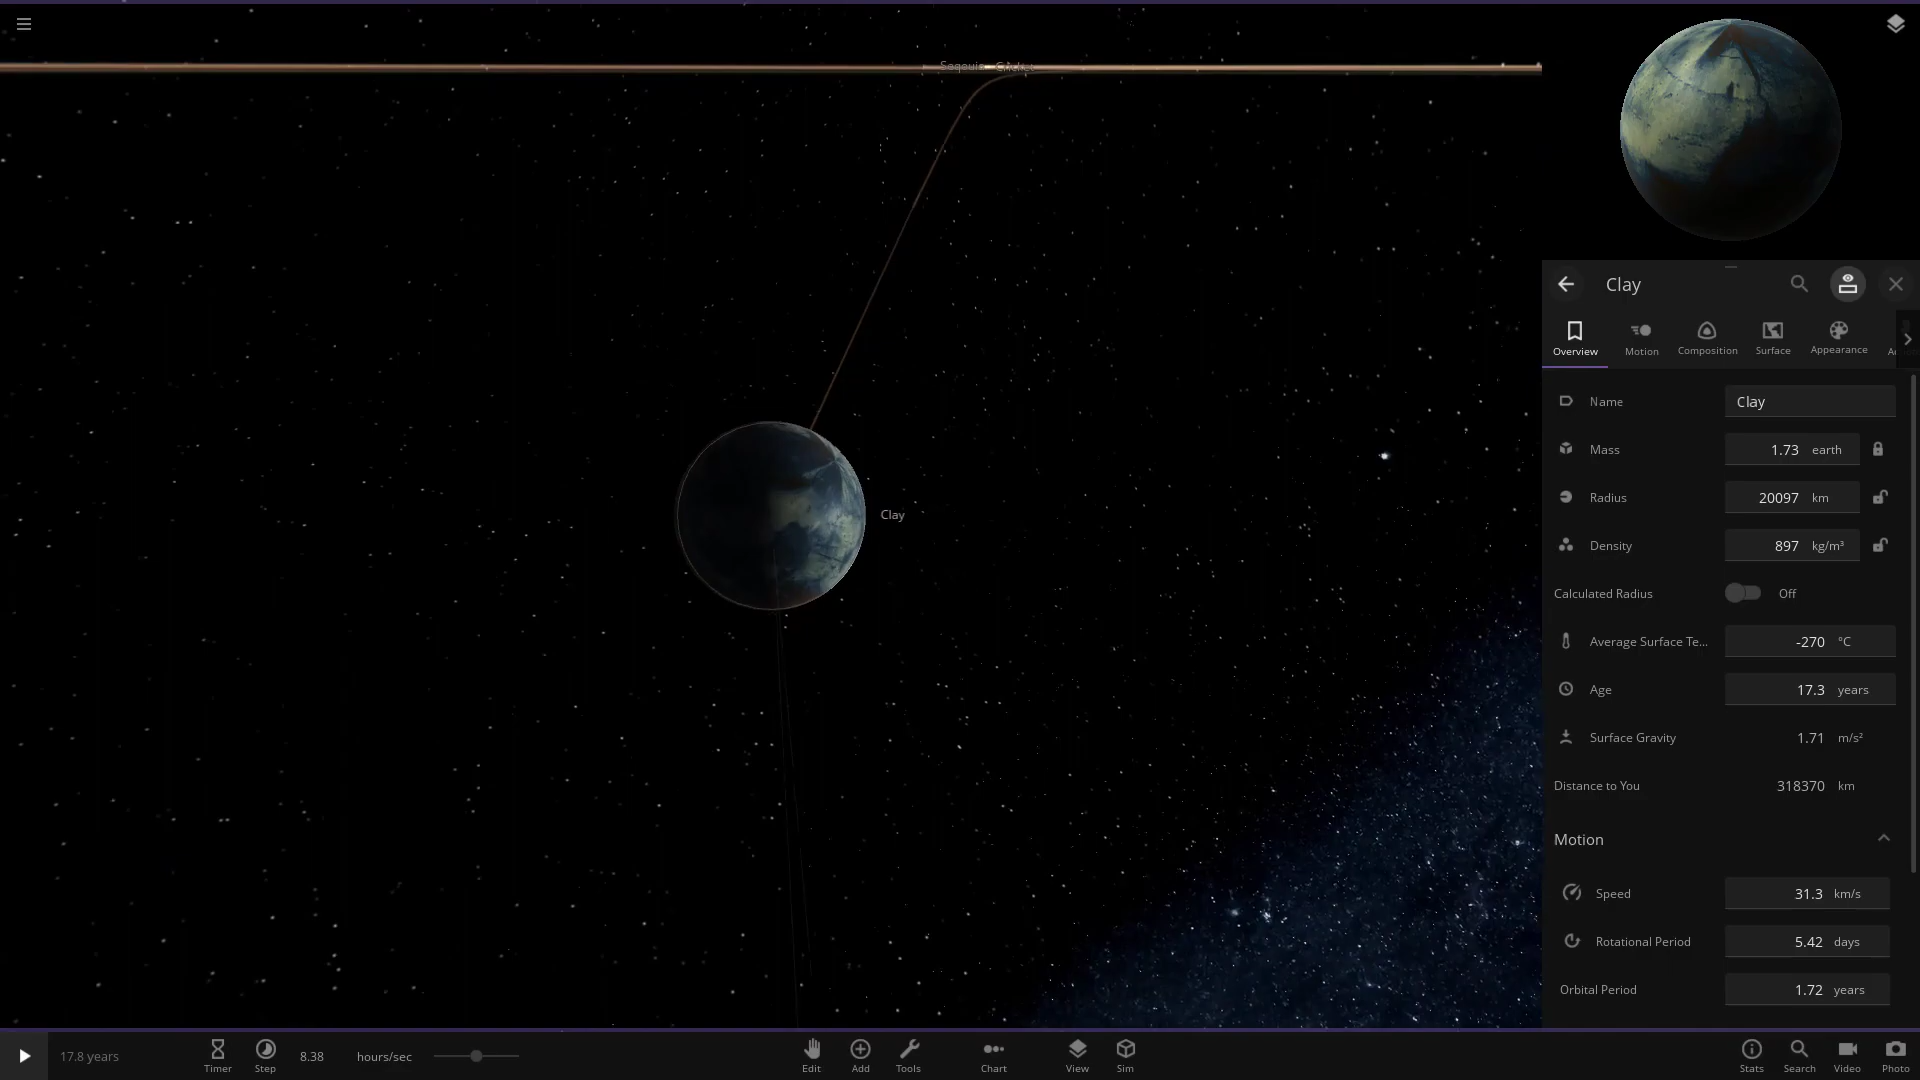 Clay
Clay
Overview
Motion
Composition
Surface
Appearance
Name
Clay
Mass
1.73 earth
Radius
20097 km
Density
897 kg/m³
Calculated Radius
Off
Average Surface Te...
-270 °C
Age
17.3 years
Surface Gravity
1.71 m/s²
Distance to You
318370 km
Motion
Speed
31.3 km/s
Rotational Period
5.42 days
Orbital Period
1.72 years
17.8 years
Timer
Step
8.38 hours/sec
Edit
Add
Tools
Chart
View
Sim
Stats
Search
Video
Photo